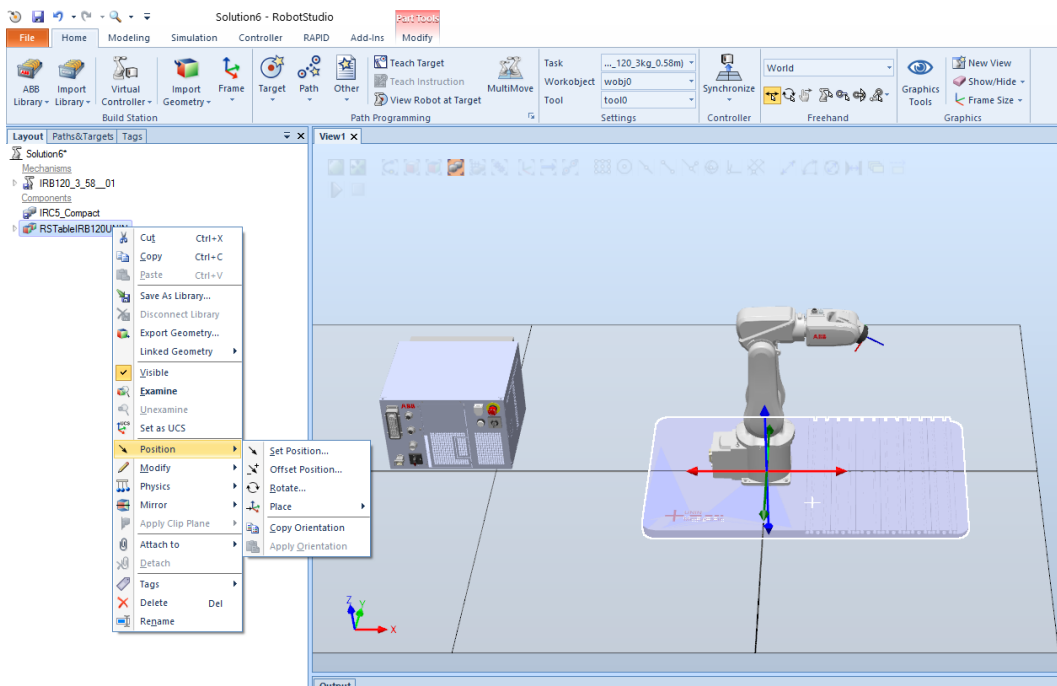 Solution6 - RobotStudio
Part Tools
File Home Modeling Simulation Controller RAPID Add-Ins Modify
ABB Library
Import Library
Virtual Controller
Import Geometry
Frame
Build Station
Target
Path
Other
Teach Target
Teach Instruction
View Robot at Target
MultiMove
Path Programming
Task ..._120_3kg_0.58m)
Workobject wobj0
Tool tool0
Settings
Synchronize
Controller
World
Freehand
Graphics Tools
New View
Show/Hide
Frame Size
Graphics
Layout Paths&Targets Tags
View1
Solution6*
Mechanisms
IRB120_3_58__01
Components
IRC5_Compact
RSTableIRB120UNIN
Cut Ctrl+X
Copy Ctrl+C
Paste Ctrl+V
Save As Library...
Disconnect Library
Export Geometry...
Linked Geometry
Visible
Examine
Unexamine
Set as UCS
Position
Modify
Physics
Mirror
Apply Clip Plane
Attach to
Detach
Tags
Delete Del
Rename
Set Position...
Offset Position...
Rotate...
Place
Copy Orientation
Apply Orientation
ABB
ABB
Z
Y
X
Output